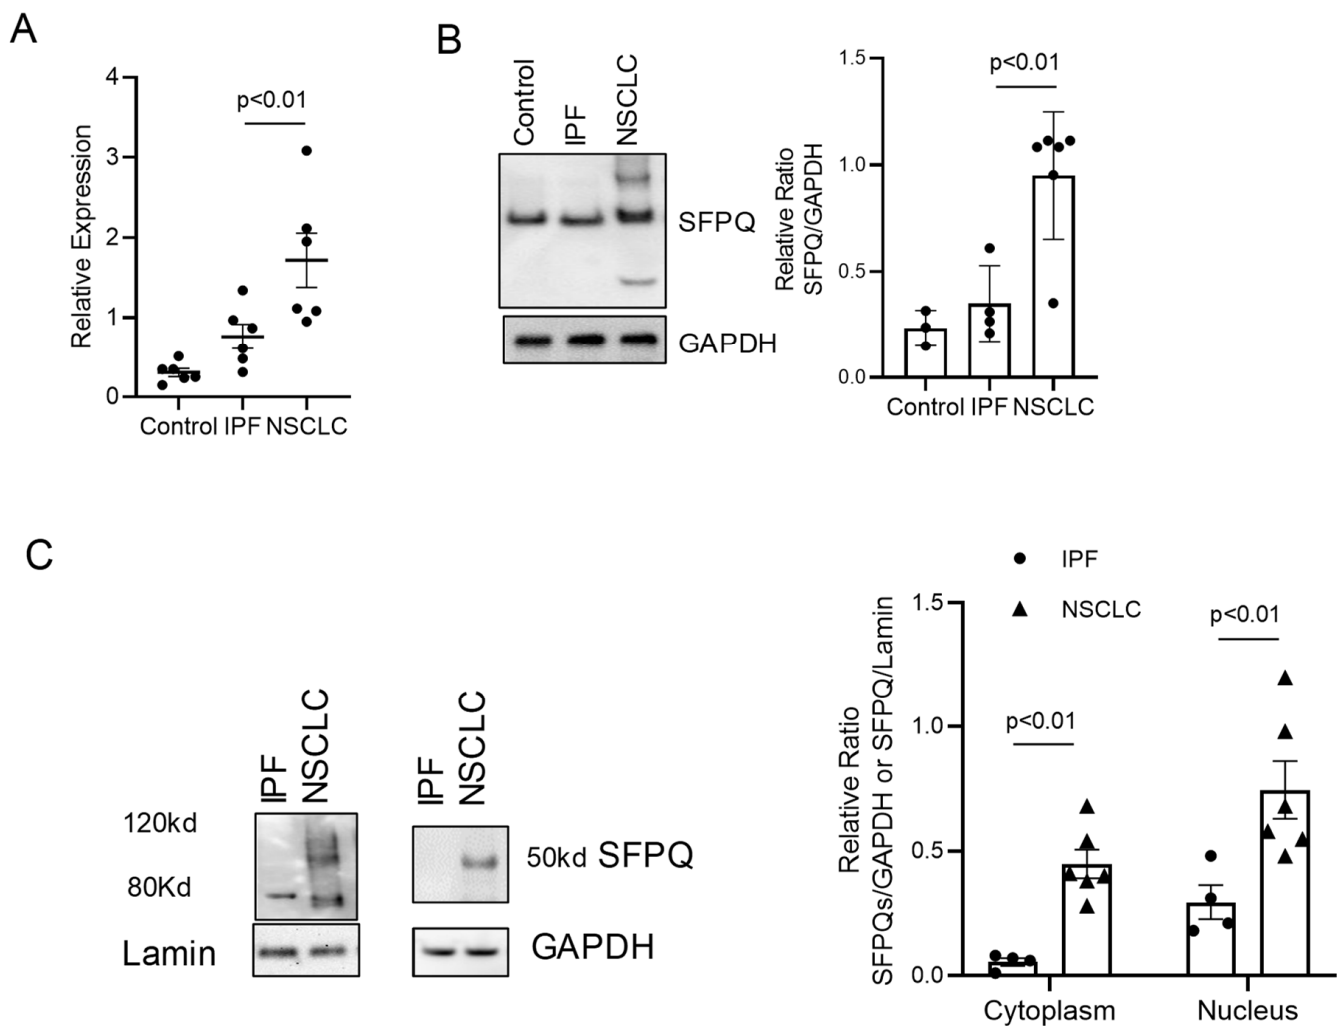 A
4
3
2
1
0
Relative Expression
p<0.01
Control IPF NSCLC
B
Control
IPF
NSCLC
SFPQ
GAPDH
1.5
1.0
0.5
0.0
Relative Ratio
SFPQ/GAPDH
p<0.01
Control IPF NSCLC
C
IPF
NSCLC
120kd
80Kd
Lamin
IPF
NSCLC
50kd SFPQ
GAPDH
IPF
NSCLC
1.5
1.0
0.5
0.0
Relative Ratio
SFPQs/GAPDH or SFPQ/Lamin
p<0.01
p<0.01
Cytoplasm
Nucleus